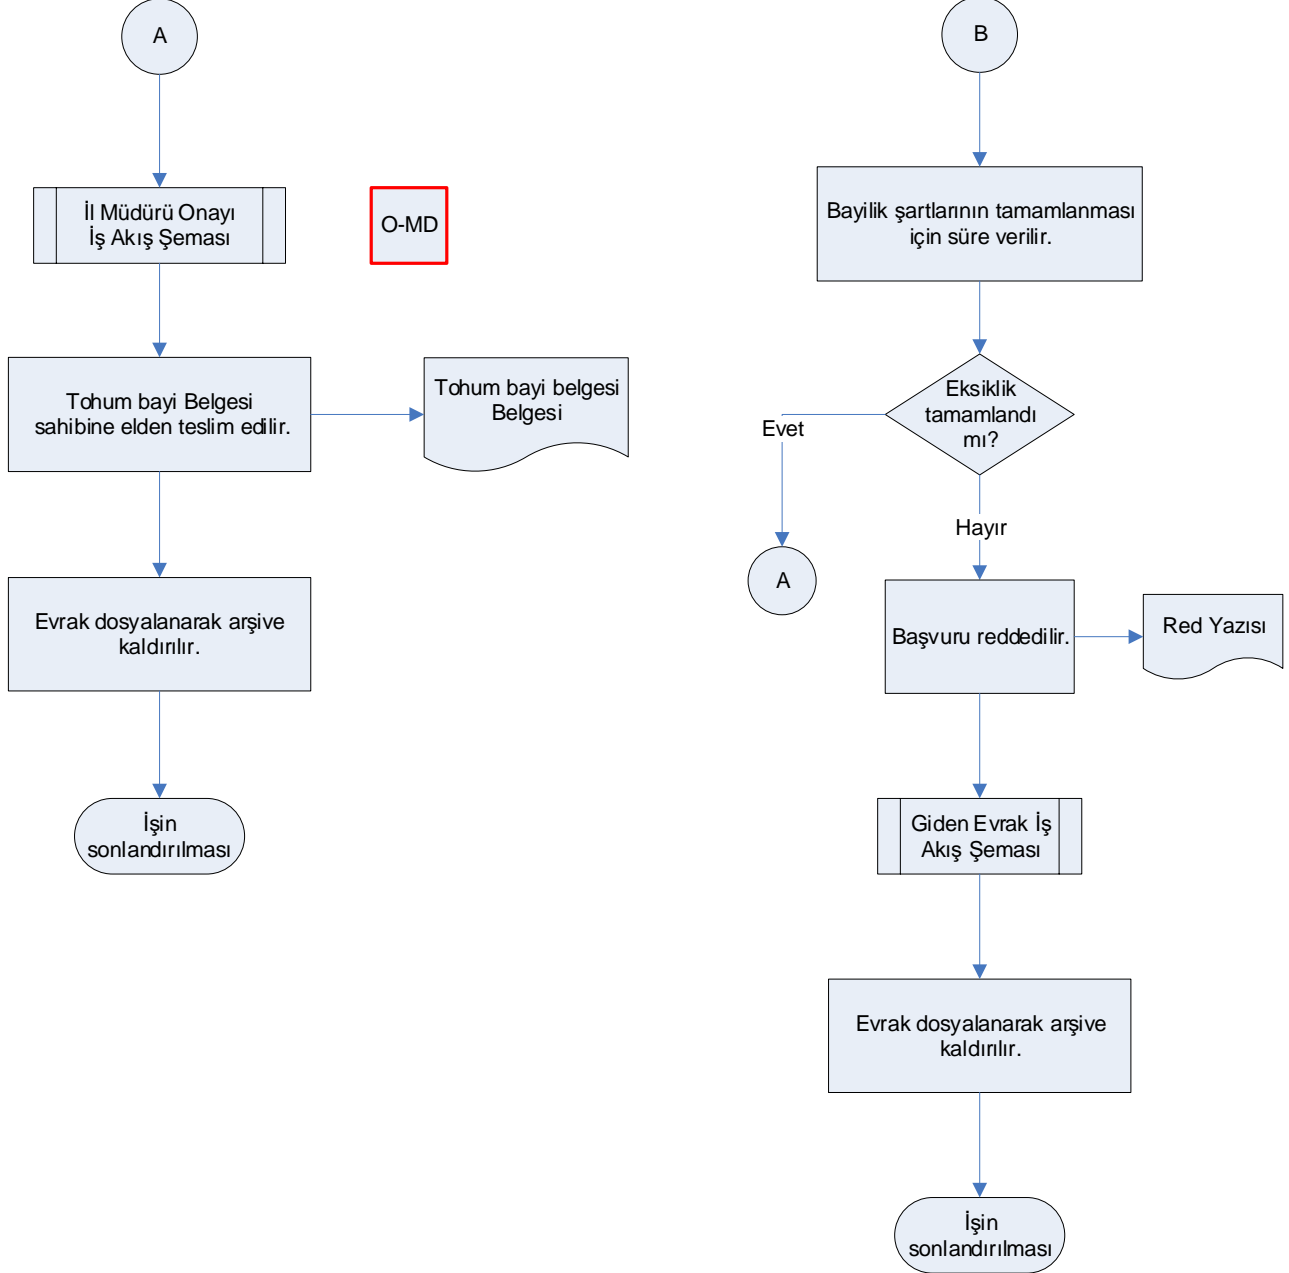 A
İl Müdürü Onayı
İş Akış Şeması
O-MD
Tohum bayi Belgesi
sahibine elden teslim edilir.
Tohum bayi belgesi
Belgesi
Evrak dosyalanarak arşive
kaldırılır.
İşin
sonlandırılması
B
Bayilik şartlarının tamamlanması
için süre verilir.
Eksiklik
tamamlandı
mı?
Evet
A
Hayır
Başvuru reddedilir.
Red Yazısı
Giden Evrak İş
Akış Şeması
Evrak dosyalanarak arşive
kaldırılır.
İşin
sonlandırılması